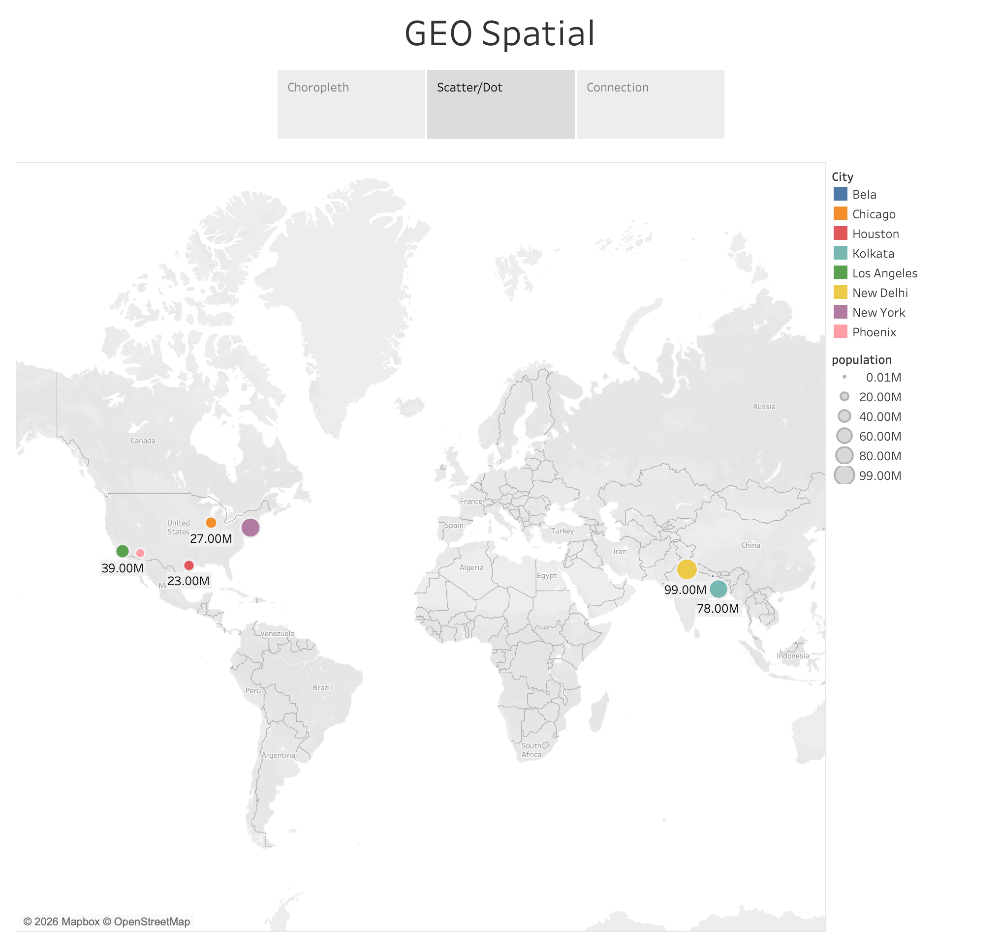 GEO Spatial
Choropleth
Scatter/Dot
Connection
City
Bela
Chicago
Houston
Kolkata
Los Angeles
New Delhi
New York
Phoenix
population
0.01M
20.00M
40.00M
60.00M
80.00M
99.00M
Russia
Canada
France
United
States
27.00M
Spain
Turkey
China
Iran
39.00M
Algeria
Egypt
23.00M
99.00M
78.00M
Venezuela
Indonesia
Peru
Brazil
South
Africa
Argentina
© 2026 Mapbox © OpenStreetMap